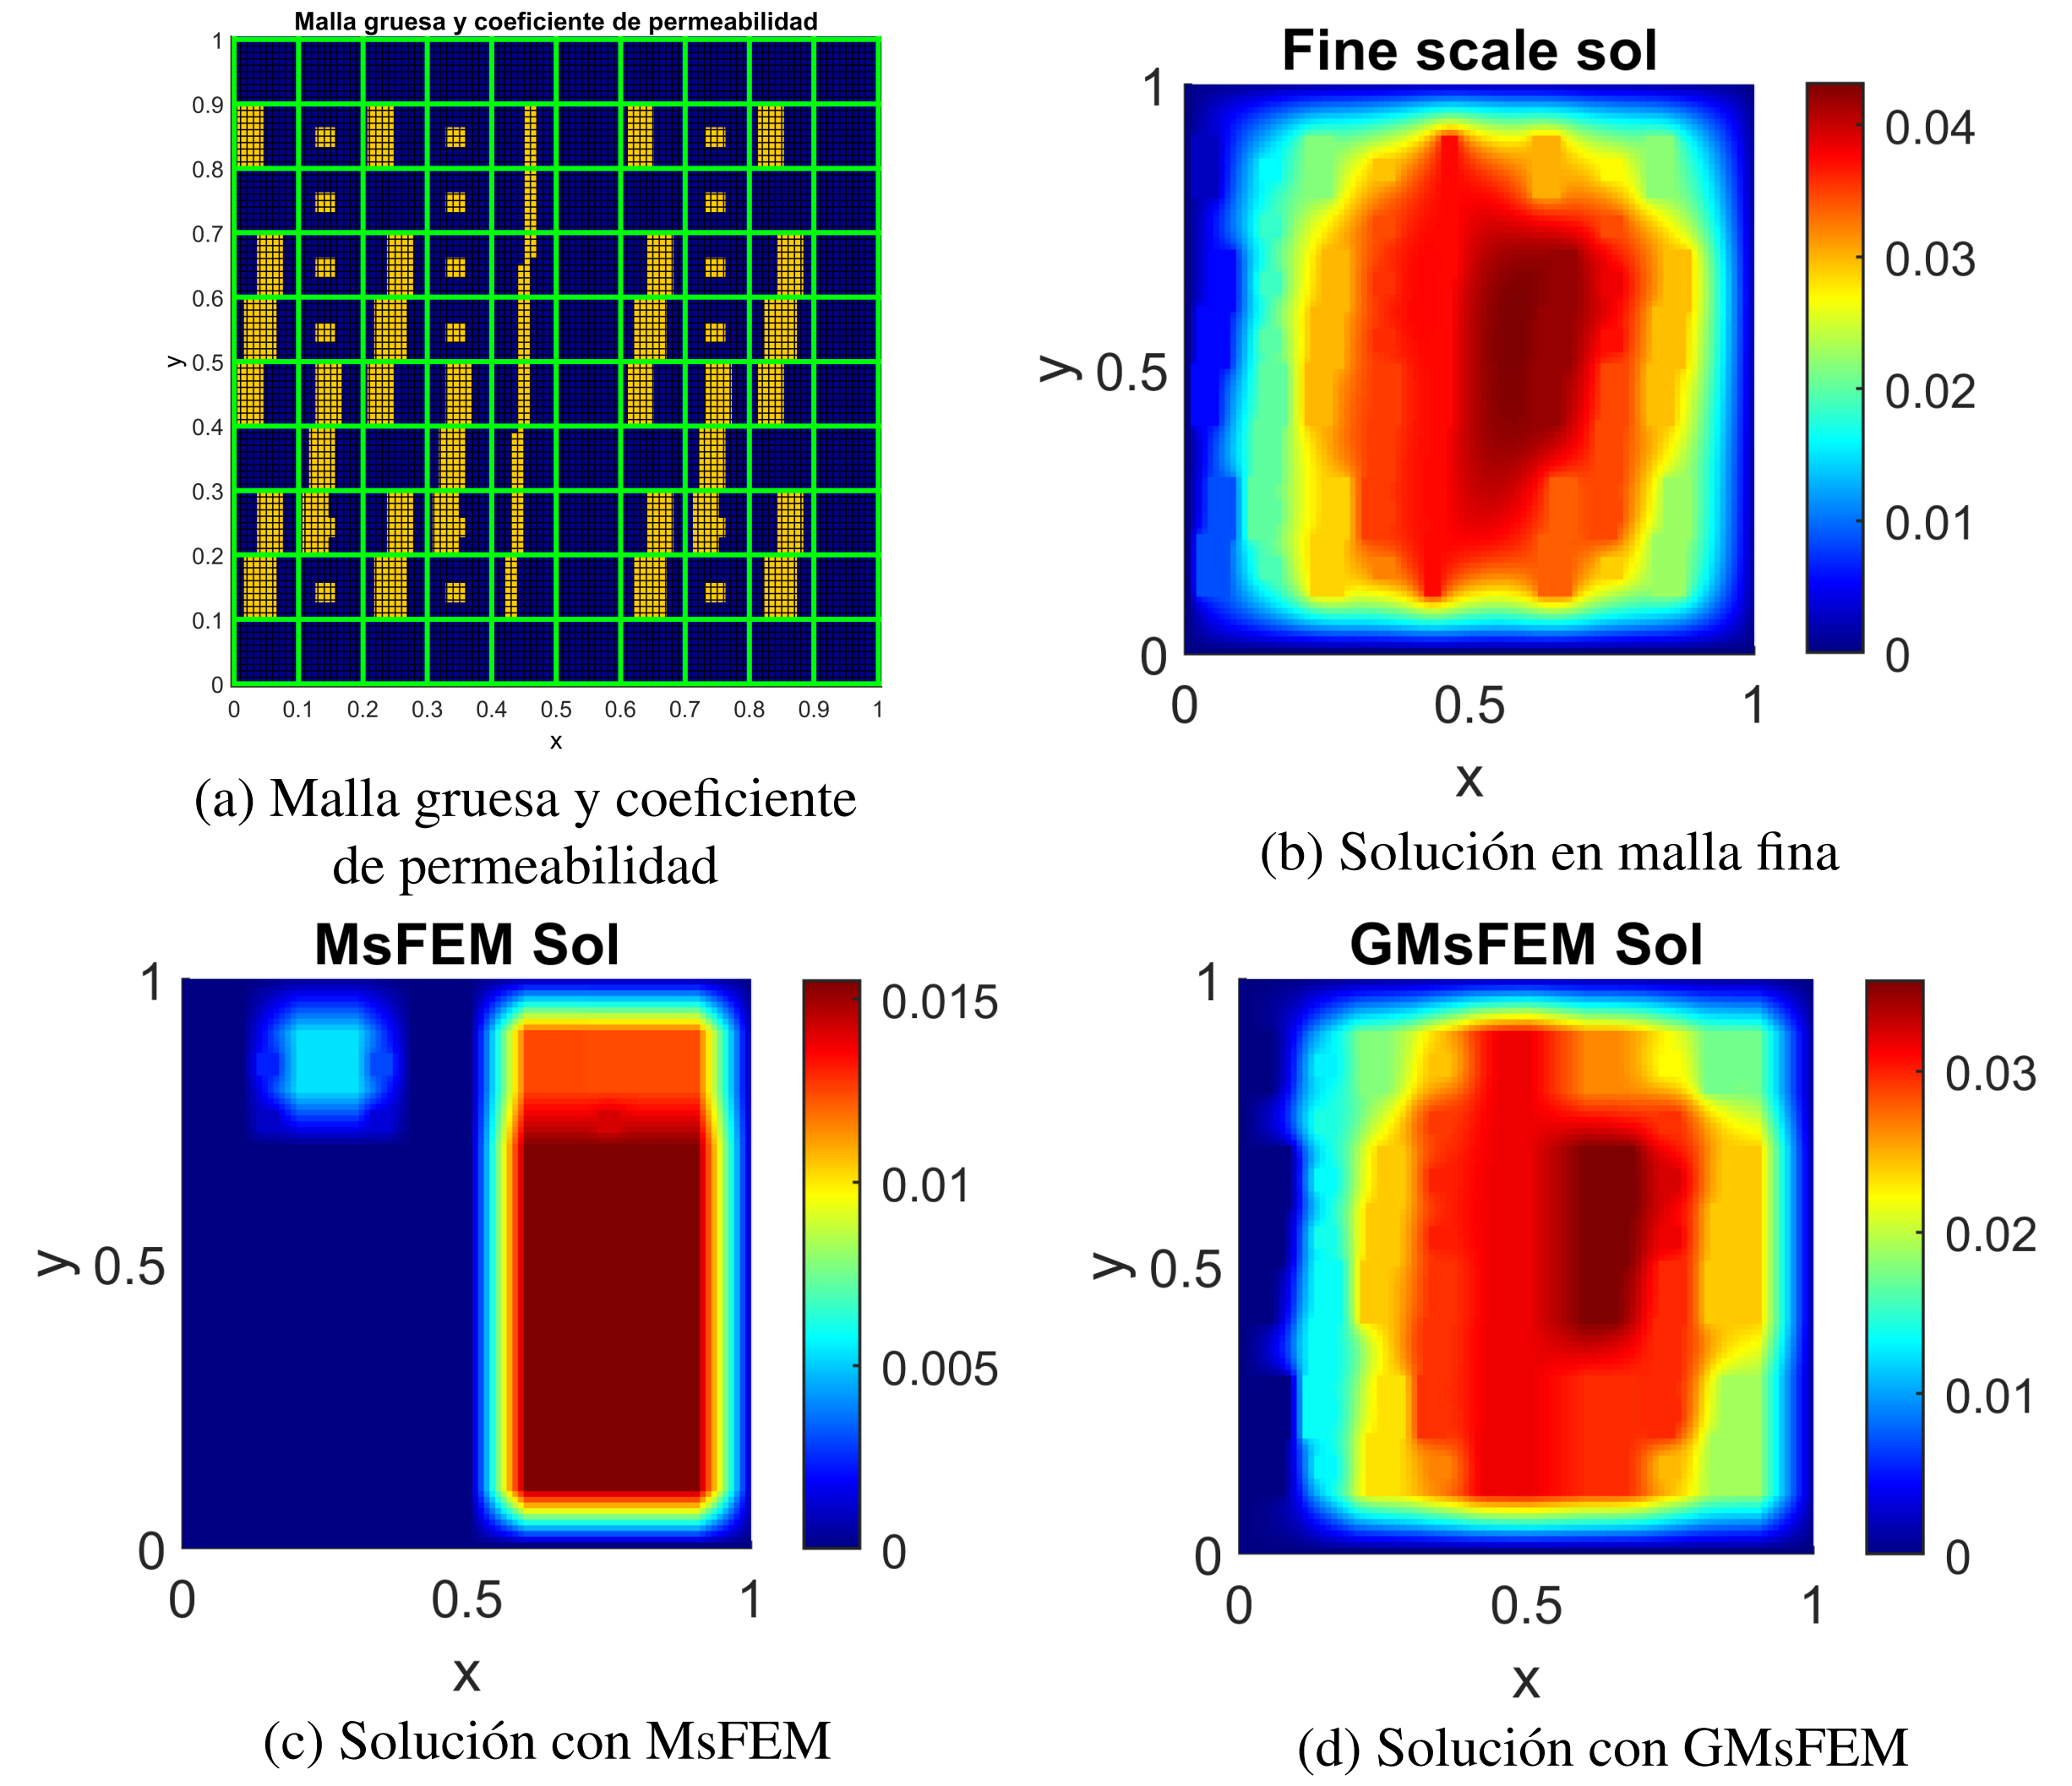 Malla gruesa y coeficiente de permeabilidad
1
0.9
0.8
0.7
0.6
0.5
0.4
0.3
0.2
0.1
0
y
0 0.1 0.2 0.3 0.4 0.5 0.6 0.7 0.8 0.9 1
x
(a) Malla gruesa y coeficiente
de permeabilidad
Fine scale sol
1
0.5
0
y
0 0.5 1
x
0.04
0.03
0.02
0.01
0
(b) Solución en malla fina
MsFEM Sol
1
0.5
0
y
0 0.5 1
x
0.015
0.01
0.005
0
(c) Solución con MsFEM
GMsFEM Sol
1
0.5
0
y
0 0.5 1
x
0.03
0.02
0.01
0
(d) Solución con GMsFEM